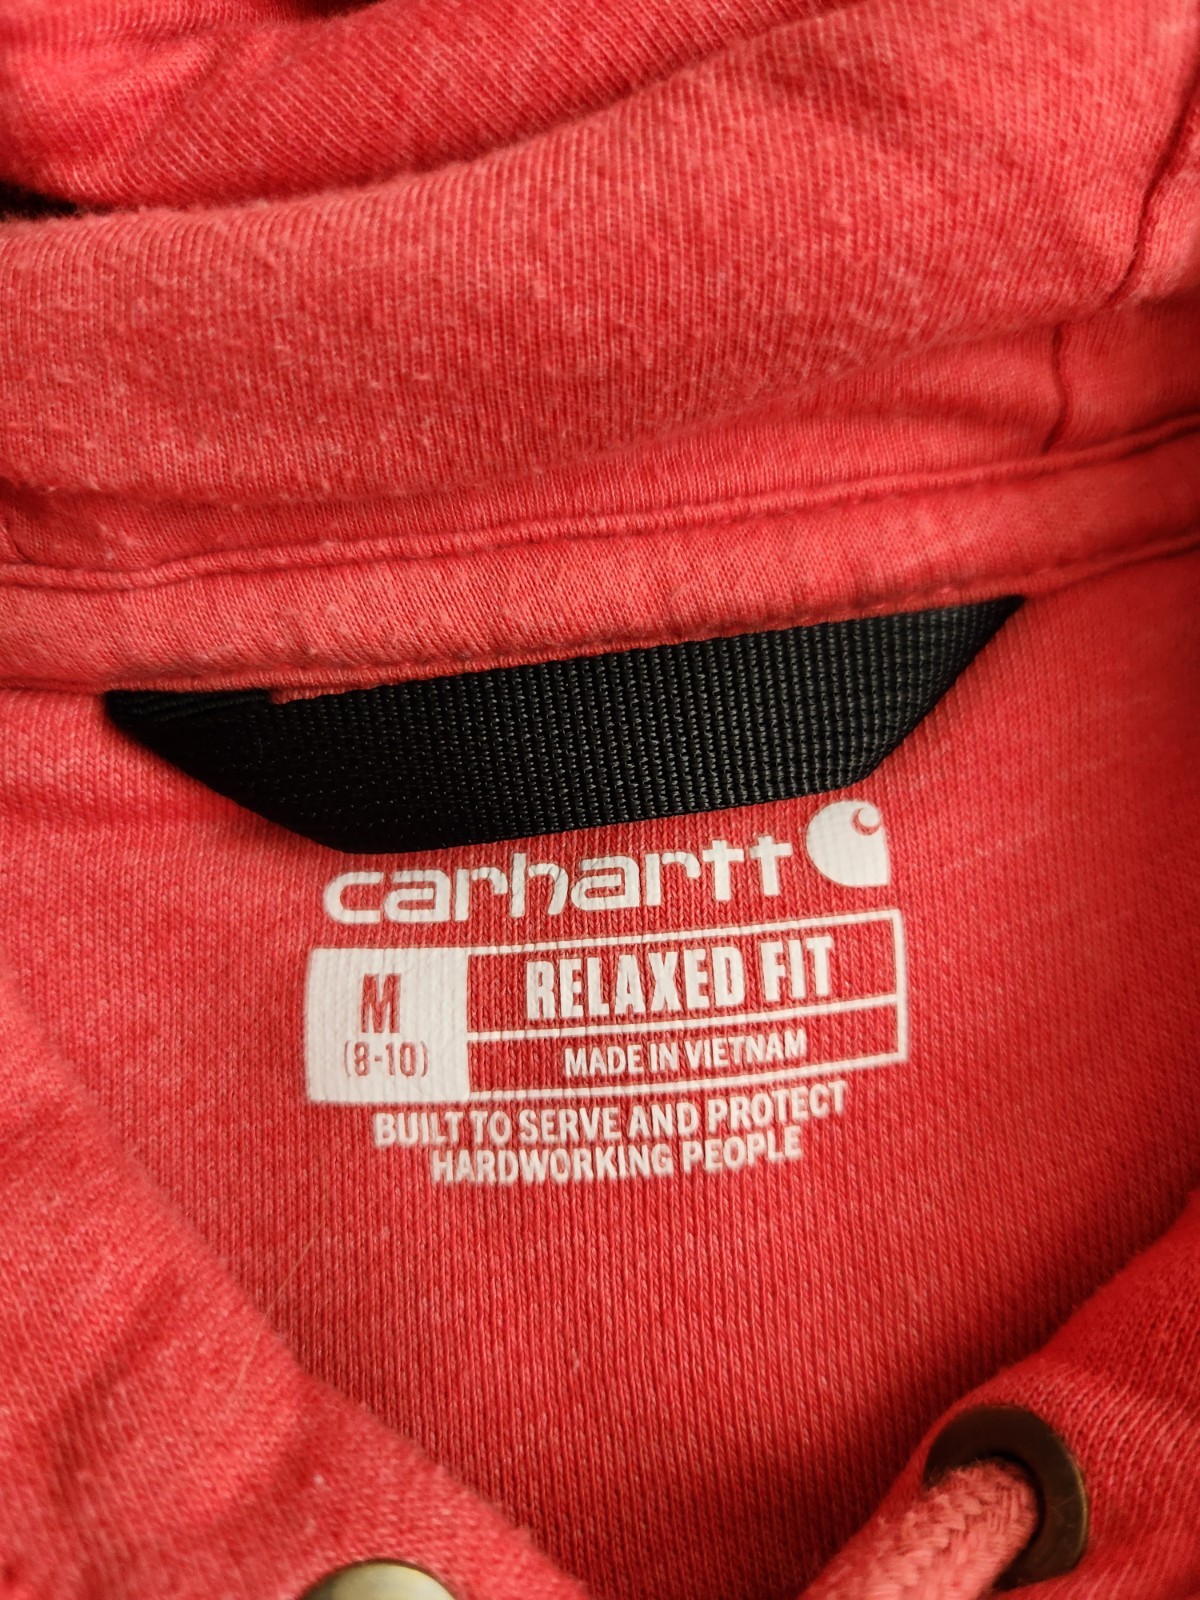 carhartt
M
(8-10)
RELAXED FIT
MADE IN VIETNAM
BUILT TO SERVE AND PROTECT
HARDWORKING PEOPLE